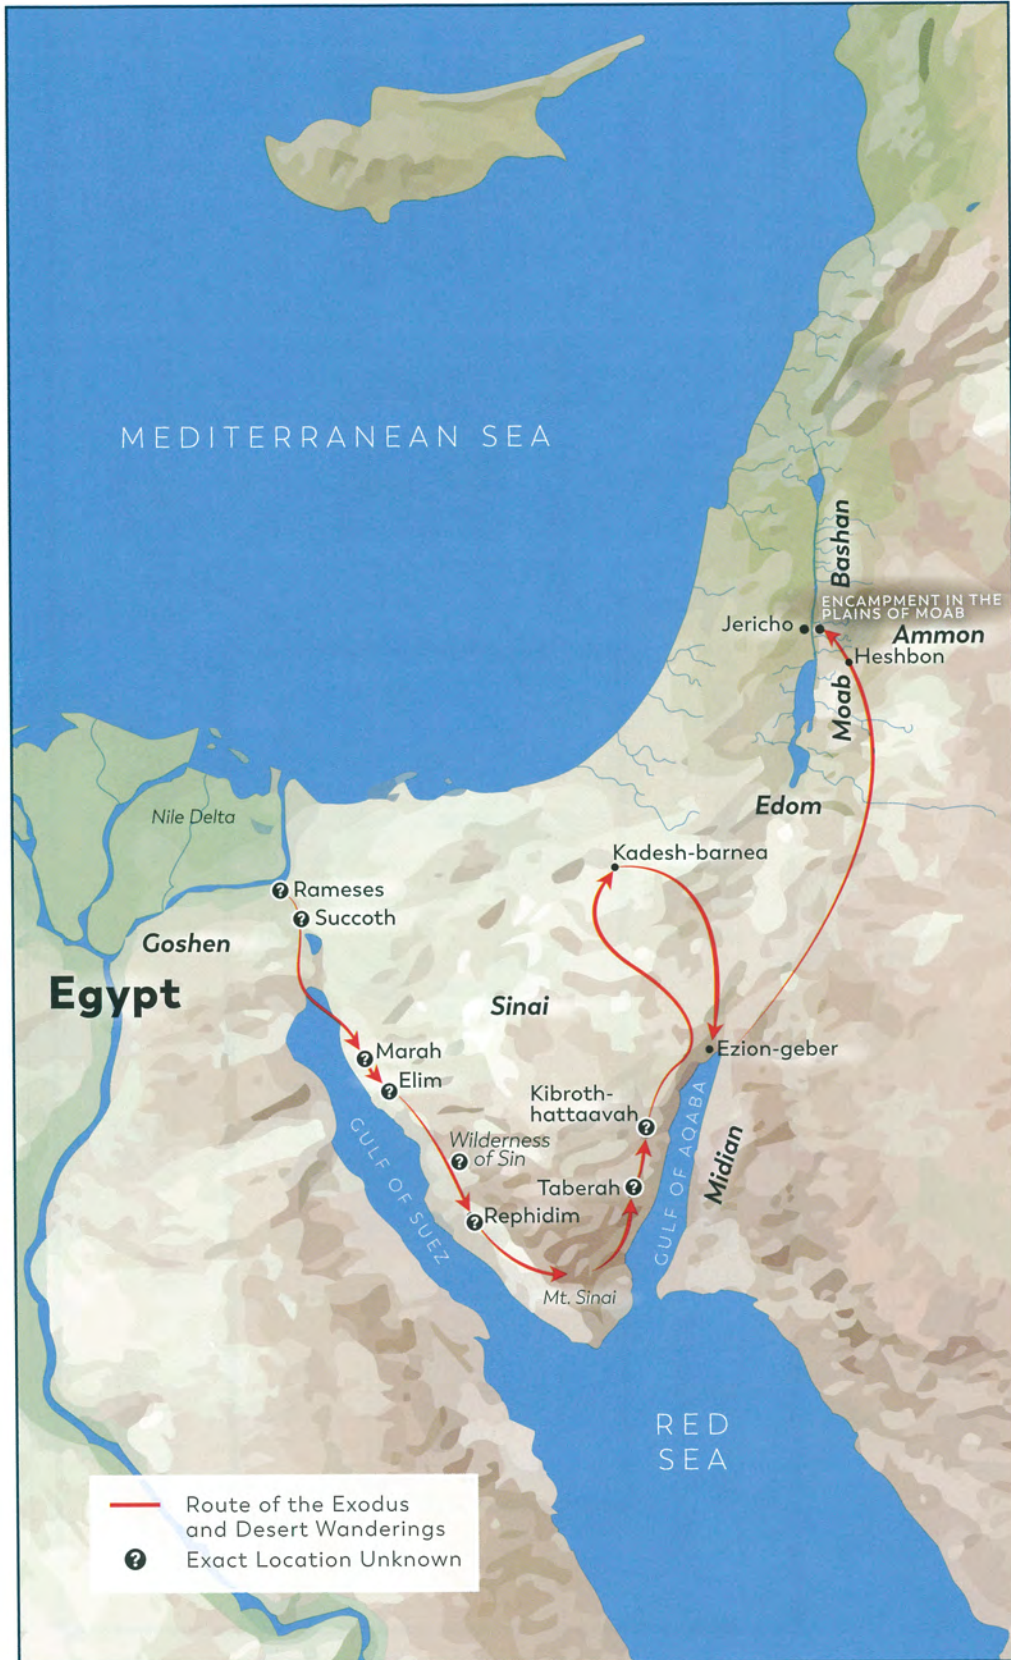 MEDITERRANEAN SEA
Bashan
ENCAMPMENT IN THE
PLAINS OF MOAB
Jericho
Ammon
Heshbon
Moab
Edom
Nile Delta
Kadesh-barnea
Rameses
Succoth
Goshen
Egypt
Sinai
Marah
Ezion-geber
Elim
Kibroth-
hattaavah
GULF OF AQABA
Midian
GULF OF SUEZ
Wilderness
of Sin
Taberah
Rephidim
Mt. Sinai
RED
SEA
Route of the Exodus
and Desert Wanderings
? Exact Location Unknown